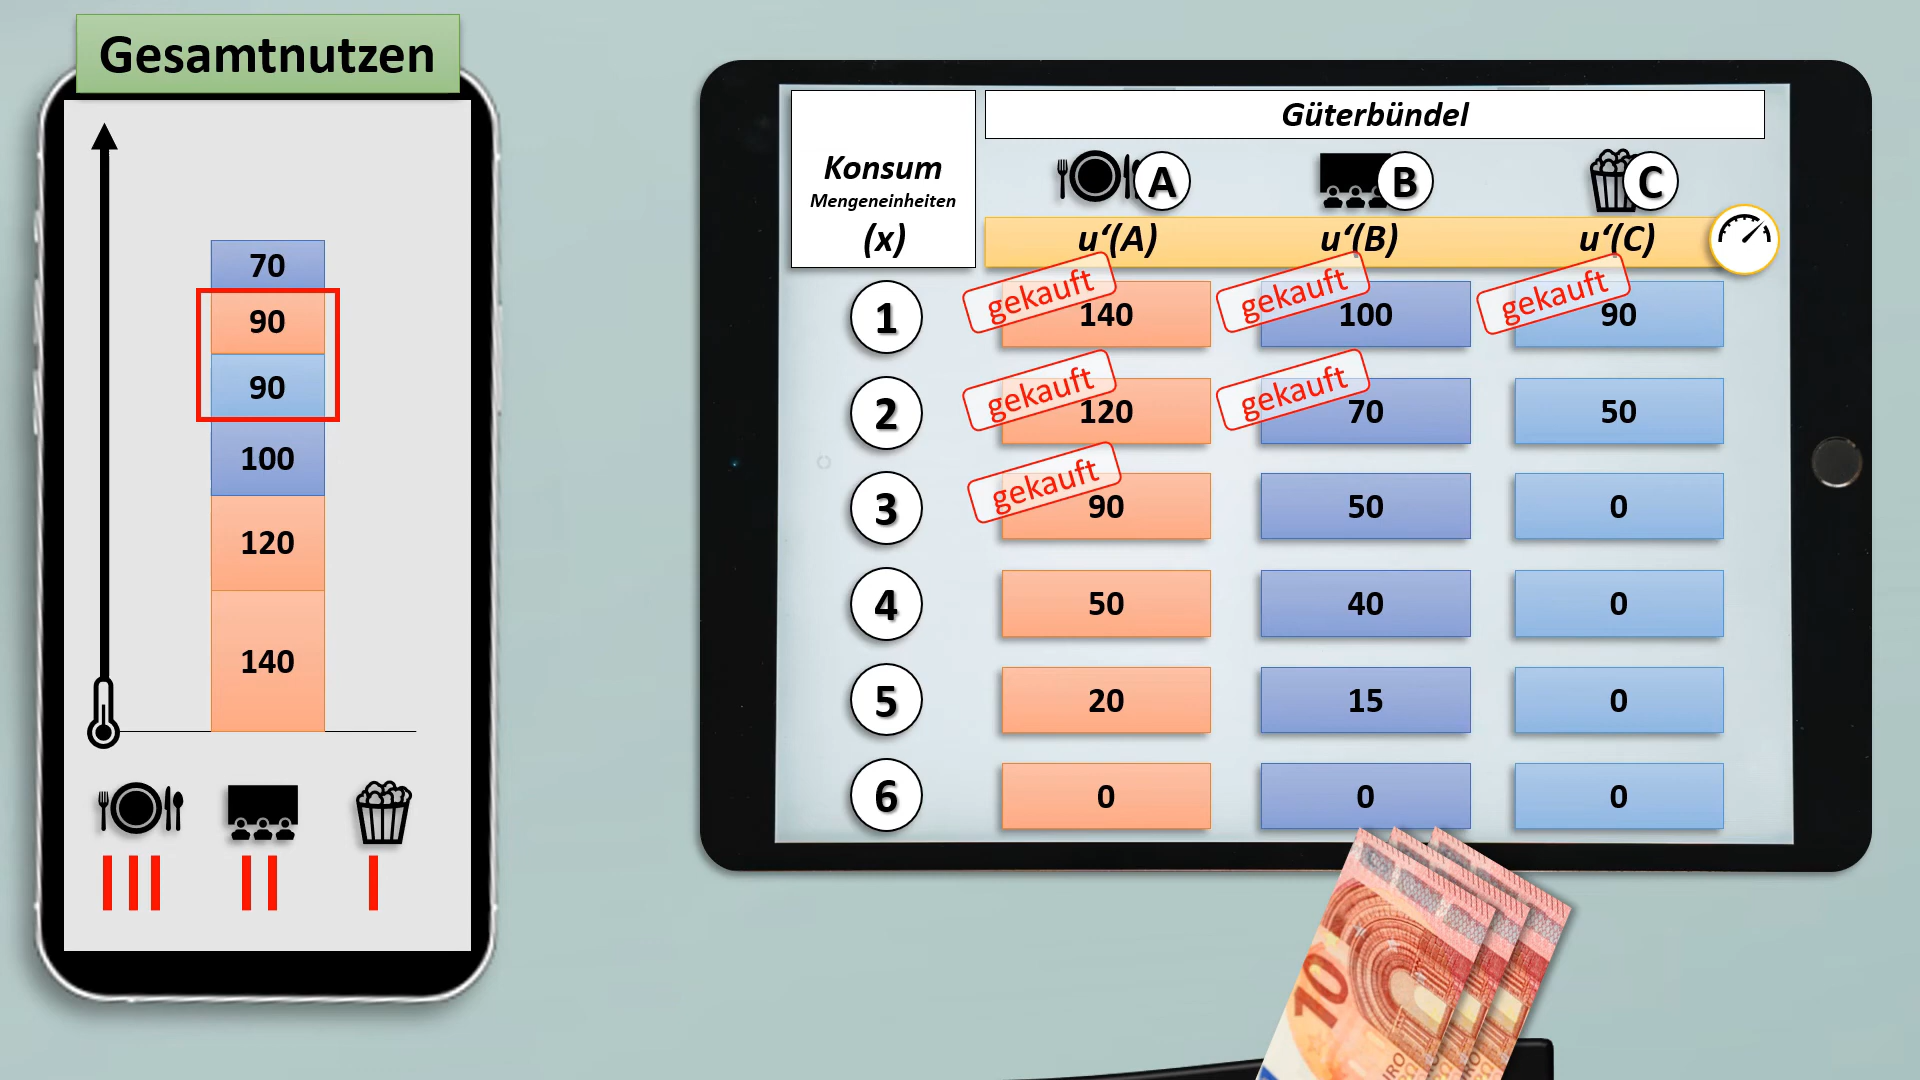 Gesamtnutzen
70
90
90
100
120
140
Güterbündel
Konsum
Mengeneinheiten
(x)
A B C
u‘(A) u‘(B) u‘(C)
gekauft gekauft gekauft
1 140 100 90
gekauft gekauft
2 120 70 50
gekauft
3 90 50 0
4 50 40 0
5 20 15 0
6 0 0 0
10